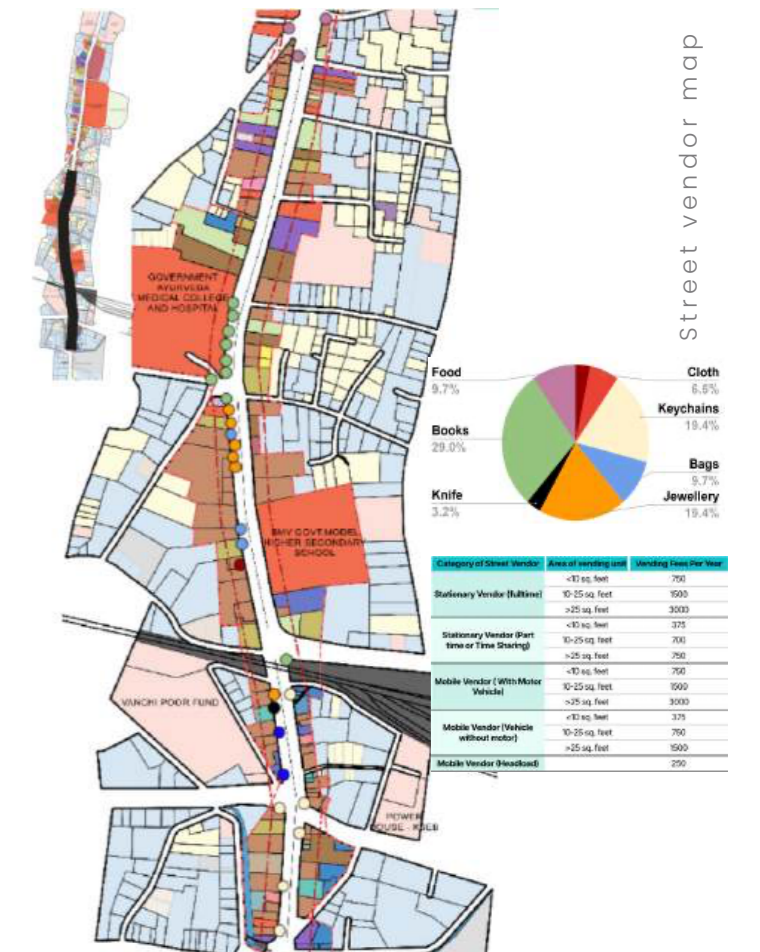 Street vendor map
GOVERNMENT
AYURVEDA
MEDICAL COLLEGE
AND HOSPITAL
Food
9.7%
Books
29.0%
Knife
3.2%
Cloth
6.5%
Keychains
19.4%
Bags
9.7%
Jewellery
19.4%
SMV GOVT MODEL
HIGHER SECONDARY
SCHOOL
Category of Street Vendor Area of vending unit Vending Fees Per Year
Stationary Vendor (fulltime)
<10 sq. feet 750
10-25 sq. feet 1500
>25 sq. feet 3000
Stationary Vendor (Part
time or Time Sharing)
<10 sq. feet 375
10-25 sq. feet 700
>25 sq. feet 750
Mobile Vendor ( With Motor
Vehicle)
<10 sq. feet 750
10-25 sq. feet 1500
>25 sq. feet 3000
Mobile Vendor (Vehicle
without motor)
<10 sq. feet 375
10-25 sq. feet 750
>25 sq. feet 1500
Mobile Vendor (Headload) 250
VANCHI POOR FUND
POWER
HOUSE - KSEB